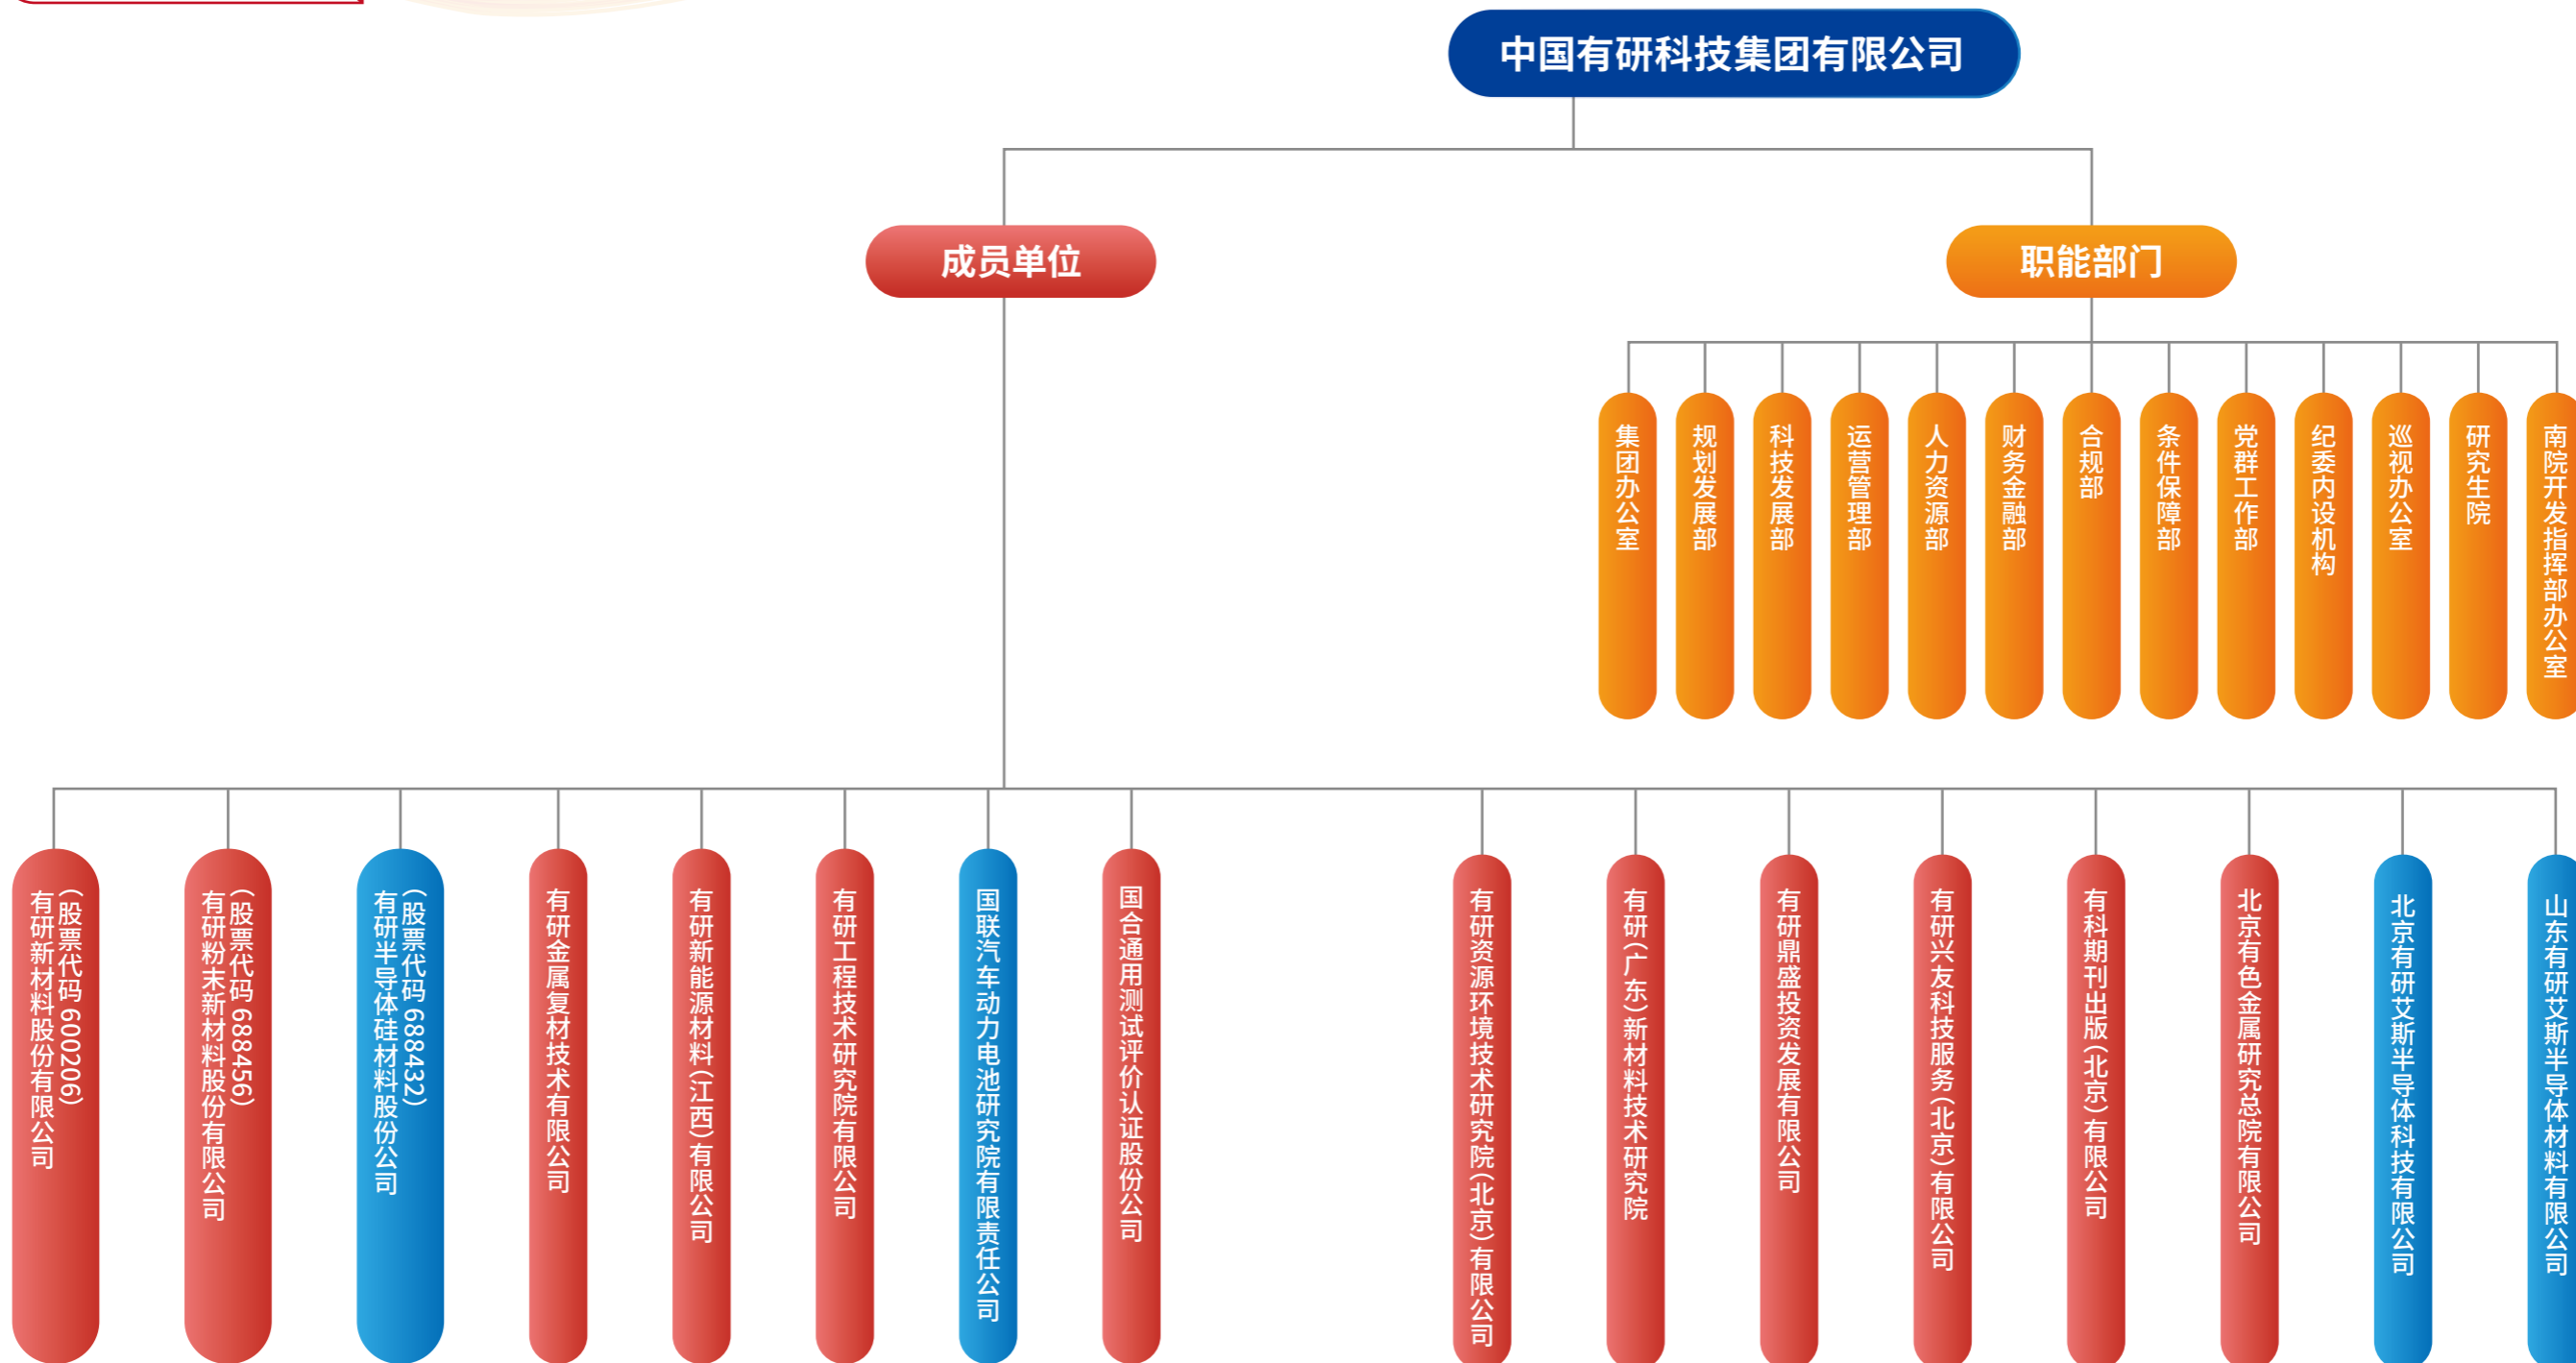 中国有研科技集团有限公司
成员单位
职能部门
集团办公室
规划发展部
科技发展部
运营管理部
人力资源部
财务金融部
合规部
条件保障部
党群工作部
纪委内设机构
巡视办公室
研究生院
南院开发指挥部办公室
有研新材料股份有限公司
（股票代码 600206）
有研粉末新材料股份有限公司
（股票代码 688456）
有研半导体硅材料股份公司
（股票代码 688432）
有研金属复材技术有限公司
有研新能源材料（江西）有限公司
有研工程技术研究院有限公司
国联汽车动力电池研究院有限责任公司
国合通用测试评价认证股份公司
有研资源环境技术研究院（北京）有限公司
有研（广东）新材料技术研究院
有研鼎盛投资发展有限公司
有研兴友科技服务（北京）有限公司
有科期刊出版（北京）有限公司
北京有色金属研究总院有限公司
北京有研艾斯半导体科技有限公司
山东有研艾斯半导体材料有限公司